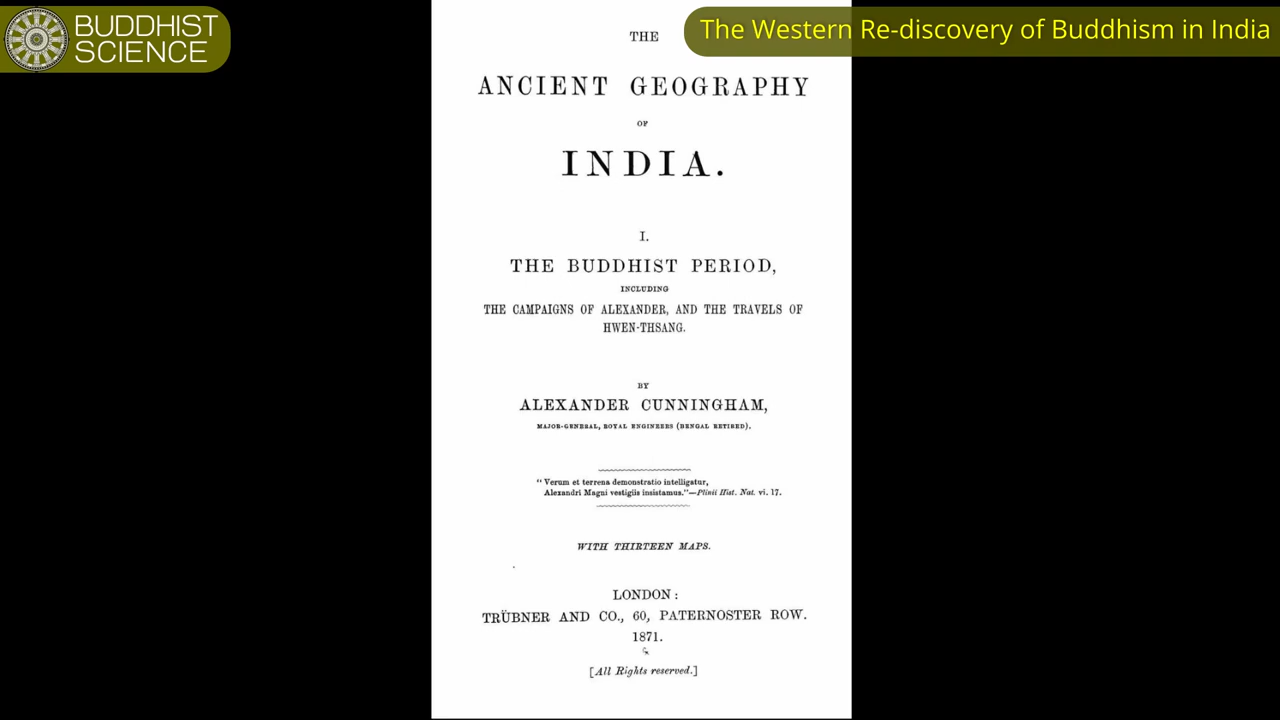 BUDDHIST
SCIENCE
The Western Re-discovery of Buddhism in India
THE
ANCIENT GEOGRAPHY
OF
INDIA.
I.
THE BUDDHIST PERIOD,
INCLUDING
THE CAMPAIGNS OF ALEXANDER, AND THE TRAVELS OF
HWEN-THSANG.
BY
ALEXANDER CUNNINGHAM,
MAJOR-GENERAL, ROYAL ENGINEERS (BENGAL RETIRED).
"Verum et terrena demonstratio intelligatur,
Alexandri Magni vestigiis insistamus."—Plinii Hist. Nat. vi. 17.
WITH THIRTEEN MAPS.
LONDON:
TRÜBNER AND CO., 60, PATERNOSTER ROW.
1871.
[All Rights reserved.]